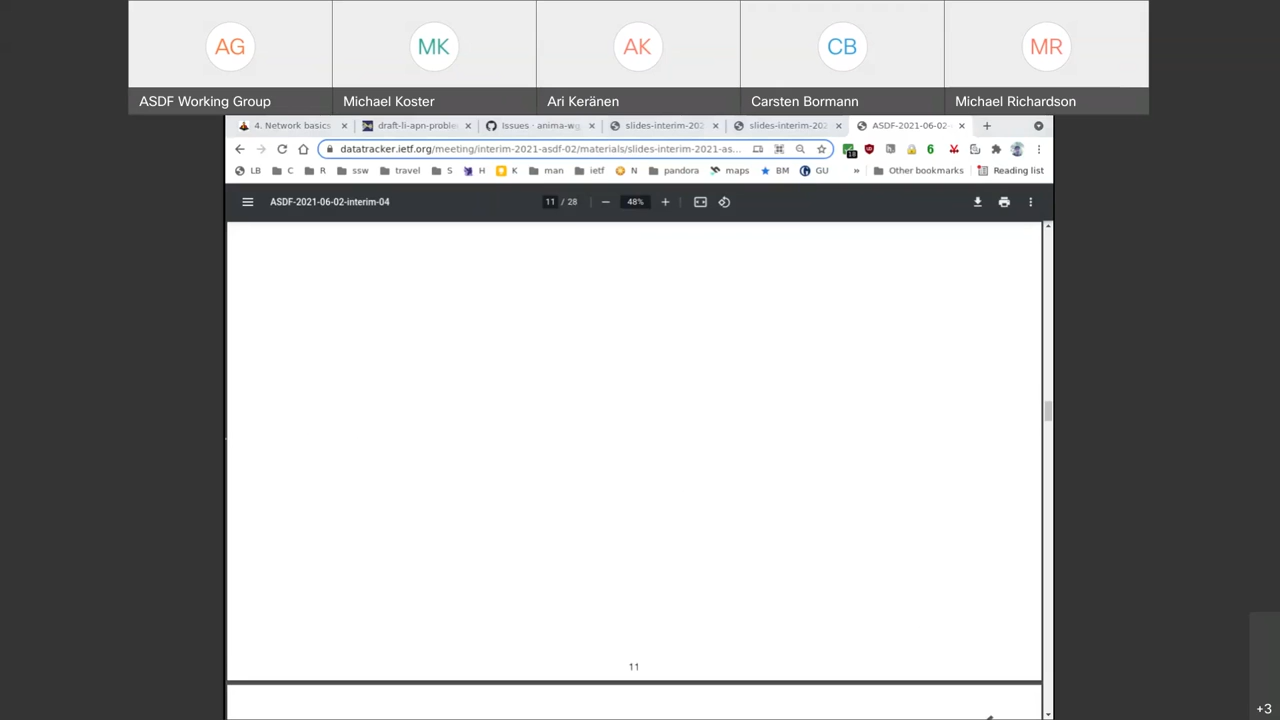 AG
MK
AK
CB
MR
ASDF Working Group
Michael Koster
Ari Keränen
Carsten Bormann
Michael Richardson
4. Network basics
draft-li-apn-proble
Issues · anima-wg
slides-interim-202
slides-interim-202
ASDF-2021-06-02-
datatracker.ietf.org/meeting/interim-2021-asdf-02/materials/slides-interim-2021-as...
LB
C
R
ssw
travel
S
H
K
man
ietf
N
pandora
maps
BM
GU
»
Other bookmarks
Reading list
ASDF-2021-06-02-interim-04
11 / 28
48%
11
+3